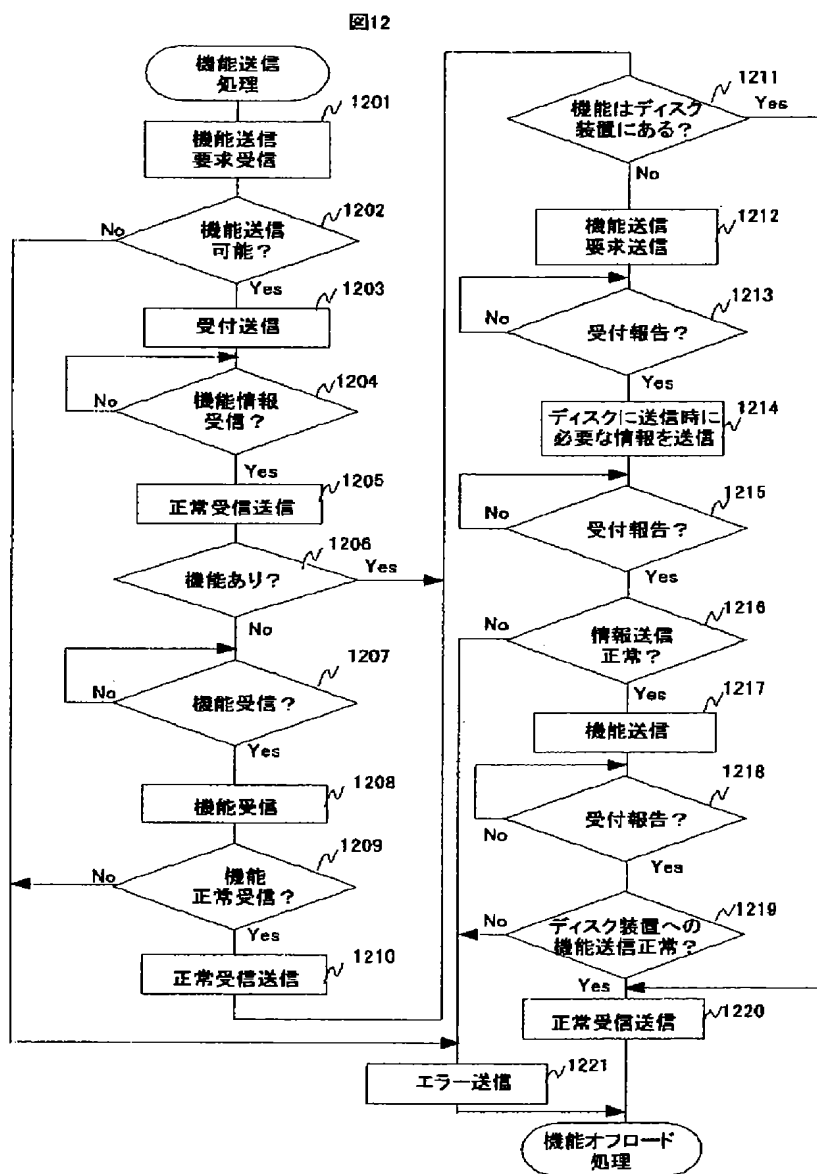 図12
機能送信
処理
1201
機能送信
要求受信
1202
機能送信
可能？
No
Yes
1203
受付送信
1204
機能情報
受信？
No
Yes
1205
正常受信送信
1206
機能あり？
Yes
No
1207
機能受信？
No
Yes
1208
機能受信
1209
機能
正常受信？
No
Yes
1210
正常受信送信
1211
機能はディスク
装置にある？
Yes
No
1212
機能送信
要求送信
1213
受付報告？
No
Yes
1214
ディスクに送信時に
必要な情報を送信
1215
受付報告？
No
Yes
1216
情報送信
正常？
No
Yes
1217
機能送信
1218
受付報告？
No
Yes
1219
ディスク装置への
機能送信正常？
No
Yes
1220
正常受信送信
1221
エラー送信
機能オフロード
処理